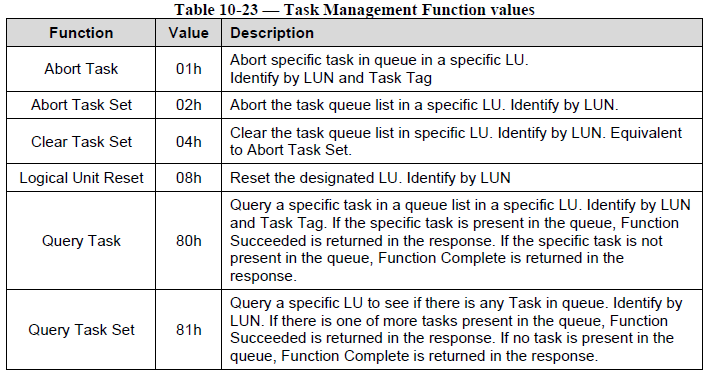 Table 10-23 — Task Management Function values
Function Value Description
Abort Task 01h Abort specific task in queue in a specific LU.
Identify by LUN and Task Tag
Abort Task Set 02h Abort the task queue list in a specific LU. Identify by LUN.
Clear Task Set 04h Clear the task queue list in specific LU. Identify by LUN. Equivalent
to Abort Task Set.
Logical Unit Reset 08h Reset the designated LU. Identify by LUN
Query Task 80h Query a specific task in a queue list in a specific LU. Identify by LUN
and Task Tag. If the specific task is present in the queue, Function
Succeeded is returned in the response. If the specific task is not
present in the queue, Function Complete is returned in the
response.
Query Task Set 81h Query a specific LU to see if there is any Task in queue. Identify by
LUN. If there is one of more tasks present in the queue, Function
Succeeded is returned in the response. If no task is present in the
queue, Function Complete is returned in the response.